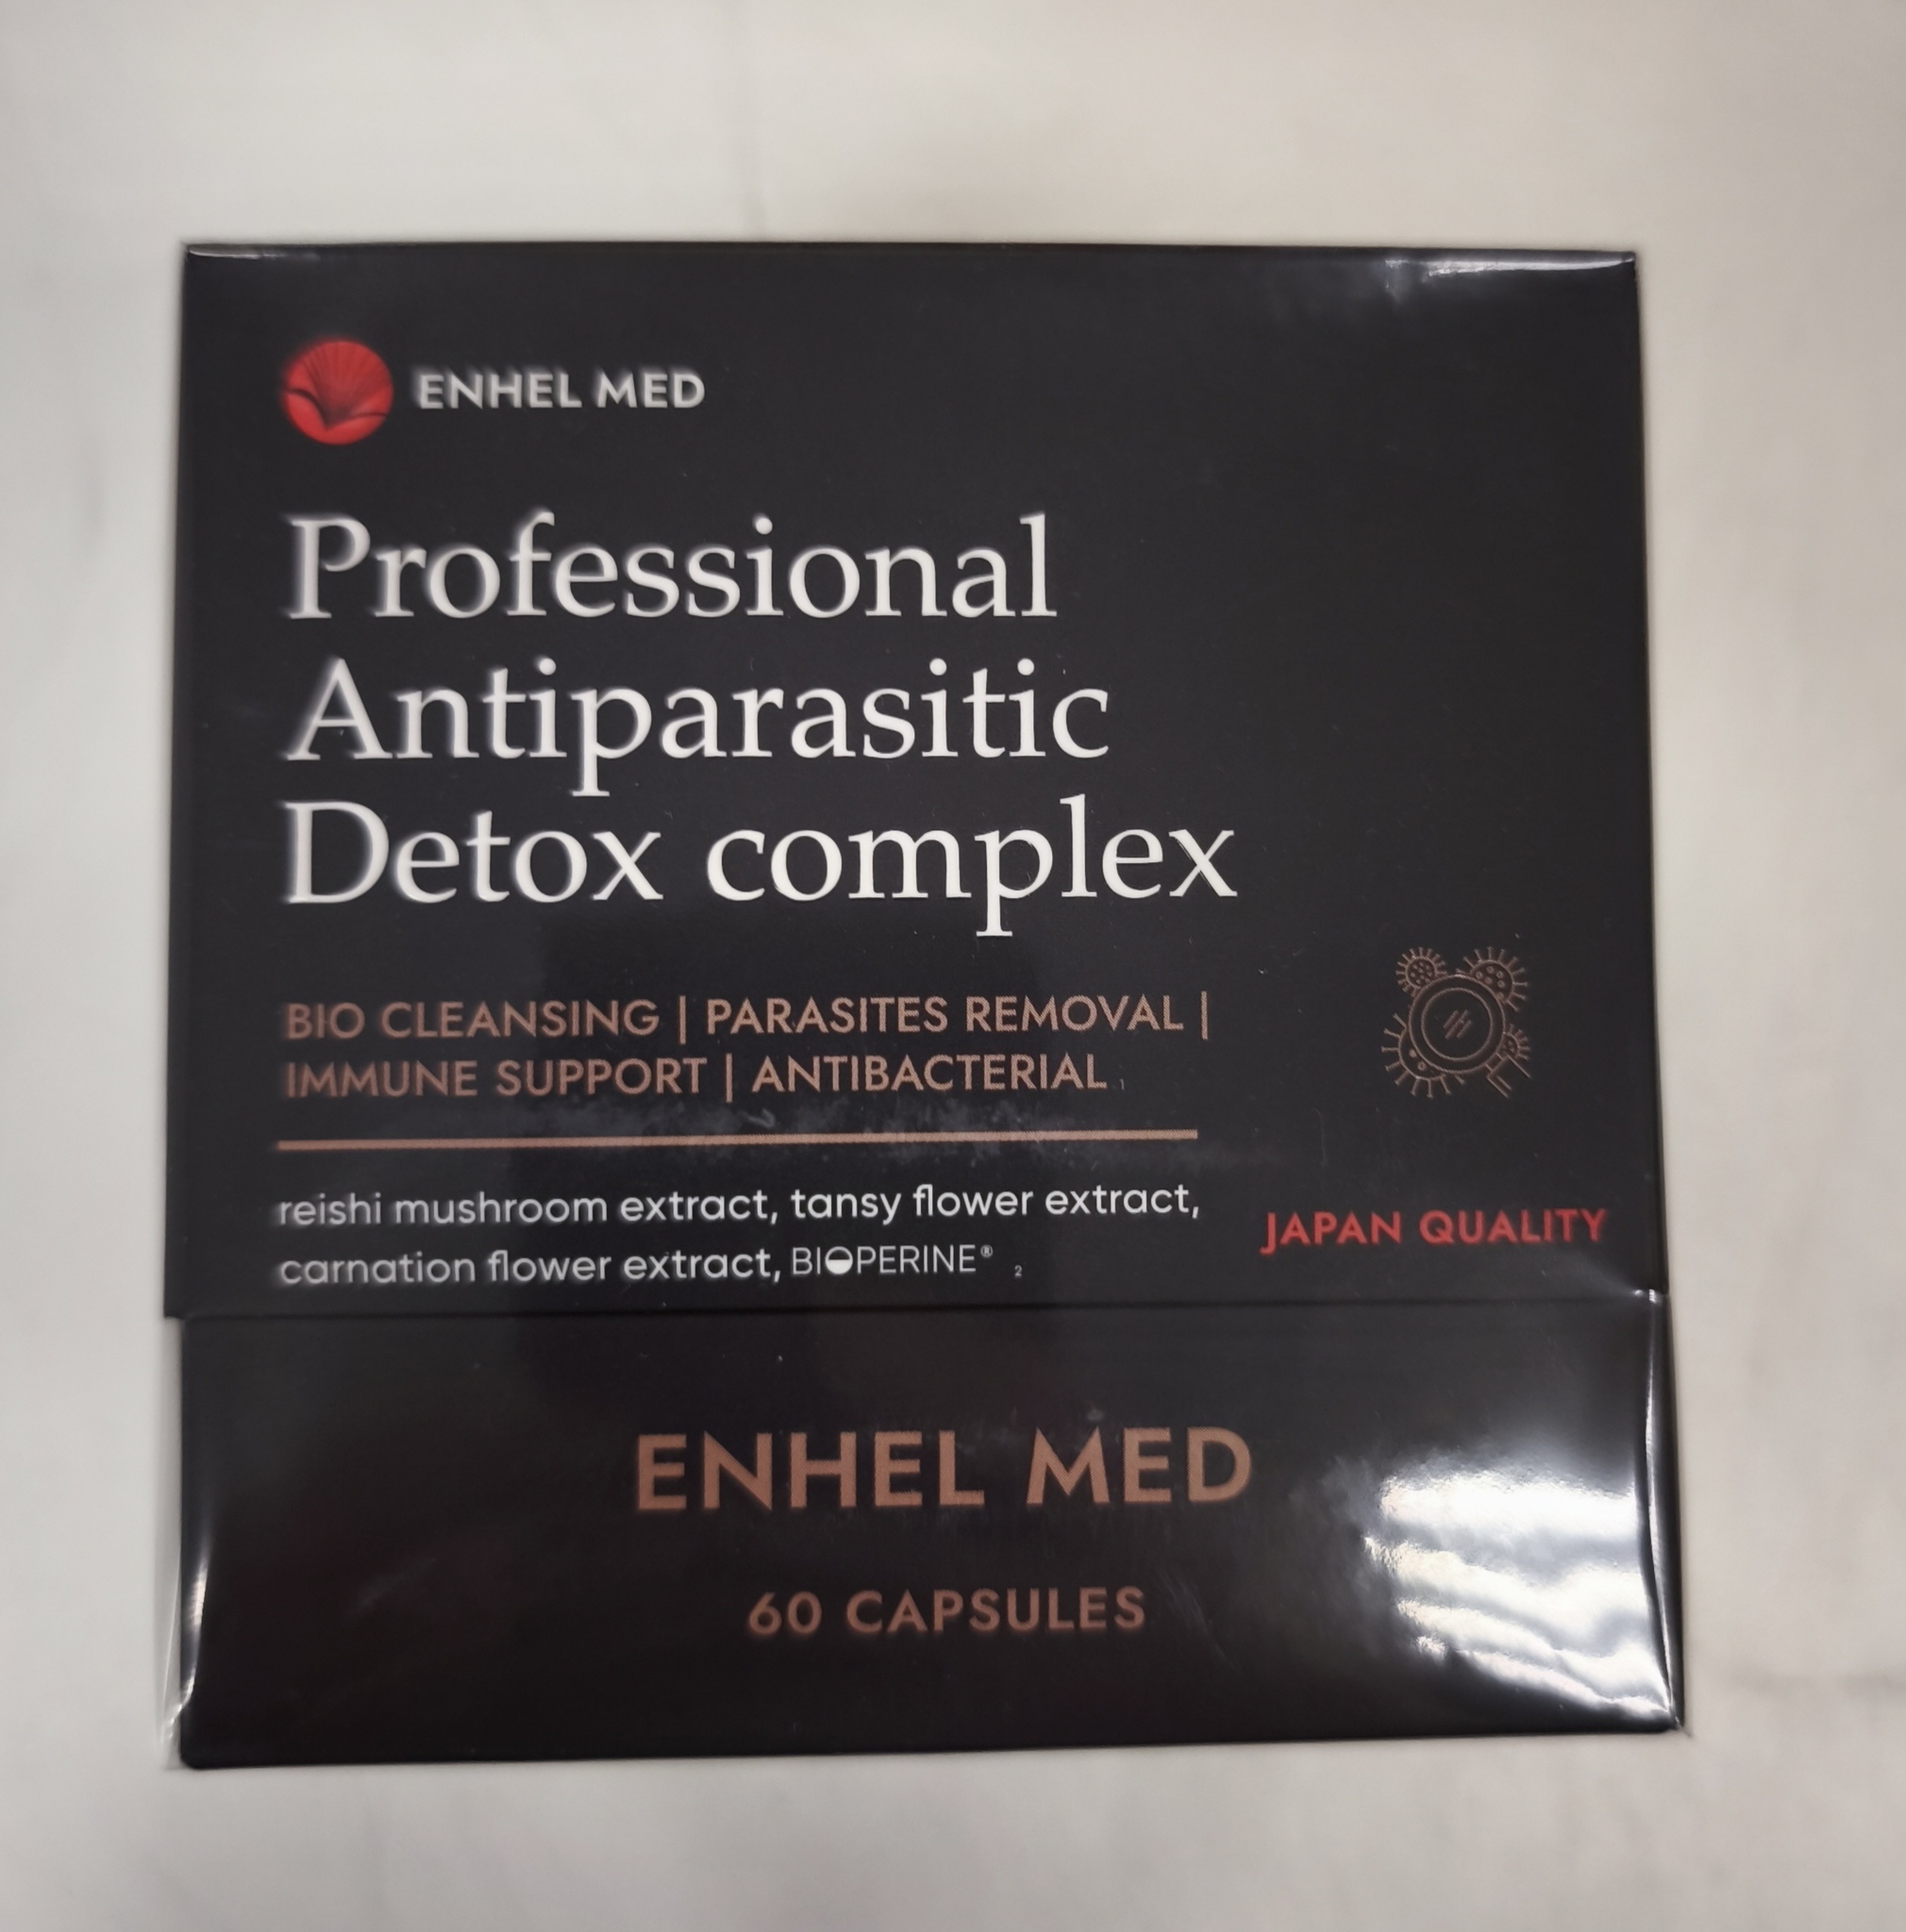 ENHEL MED
Professional
Antiparasitic
Detox complex
BIO CLEANSING | PARASITES REMOVAL |
IMMUNE SUPPORT | ANTIBACTERIAL 1
reishi mushroom extract, tansy flower extract,
carnation flower extract, BIOPERINE® 2
JAPAN QUALITY
ENHEL MED
60 CAPSULES